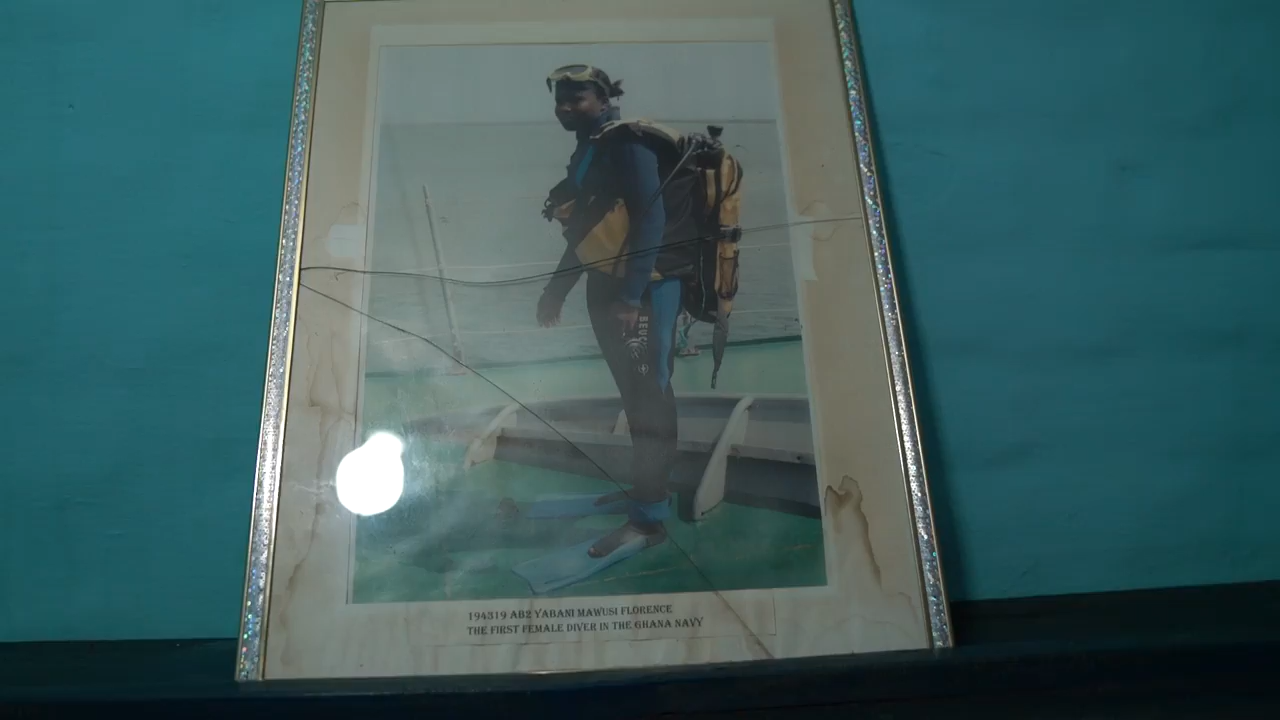 194319 AB2 YABANI MAWUSI FLORENCE
THE FIRST FEMALE DIVER IN THE GHANA NAVY